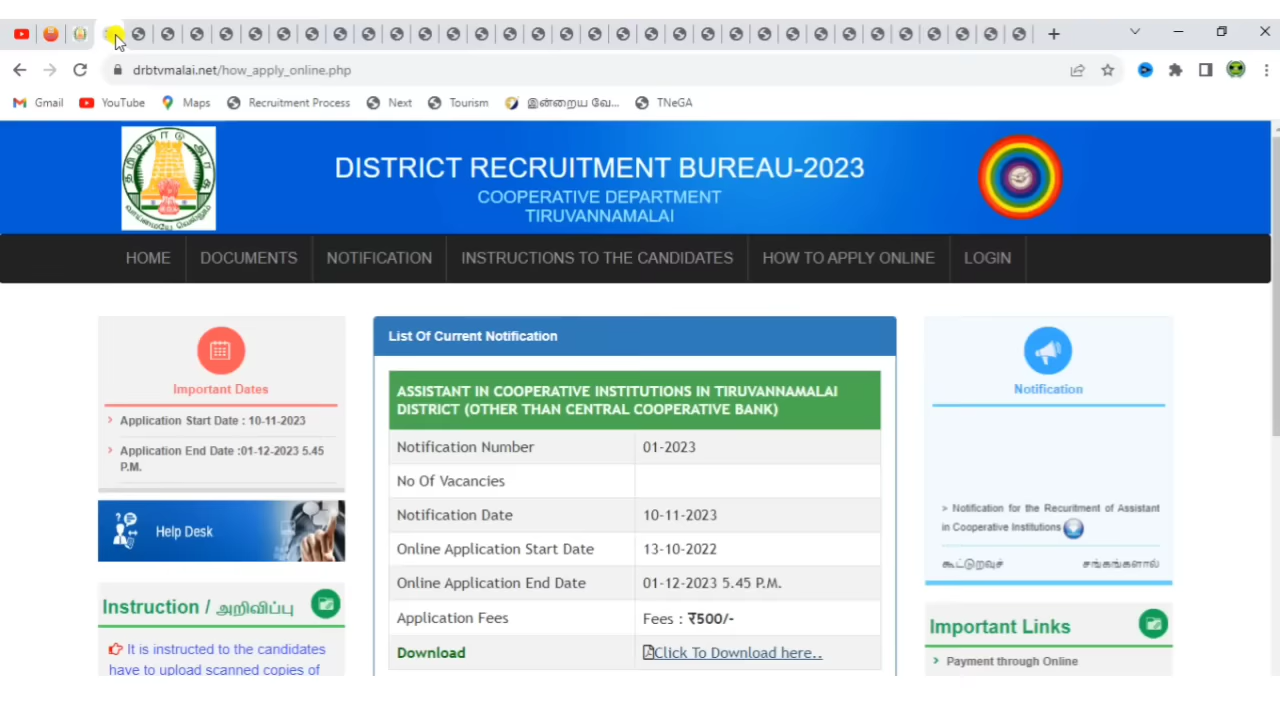 drbtvmalai.net/how_apply_online.php
Gmail
YouTube
Maps
Recruitment Process
Next
Tourism
இன்றைய வே...
TNeGA
DISTRICT RECRUITMENT BUREAU-2023
COOPERATIVE DEPARTMENT
TIRUVANNAMALAI
HOME
DOCUMENTS
NOTIFICATION
INSTRUCTIONS TO THE CANDIDATES
HOW TO APPLY ONLINE
LOGIN
Important Dates
> Application Start Date : 10-11-2023
> Application End Date :01-12-2023 5.45
P.M.
Help Desk
Instruction / அறிவிப்பு
It is instructed to the candidates
have to upload scanned copies of
List Of Current Notification
ASSISTANT IN COOPERATIVE INSTITUTIONS IN TIRUVANNAMALAI
DISTRICT (OTHER THAN CENTRAL COOPERATIVE BANK)
Notification Number 01-2023
No Of Vacancies
Notification Date 10-11-2023
Online Application Start Date 13-10-2022
Online Application End Date 01-12-2023 5.45 P.M.
Application Fees Fees : ₹500/-
Download Click To Download here..
Notification
> Notification for the Recuritment of Assistant
in Cooperative Institutions
கூட்டுறவுச் சங்கங்களால்
Important Links
> Payment through Online